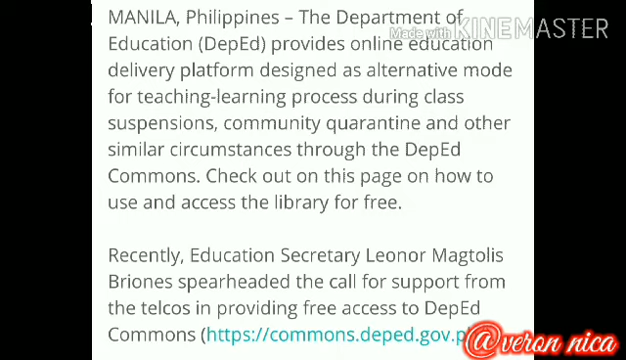 MANILA, Philippines – The Department of
Made with KINEMASTER
Education (DepEd) provides online education
delivery platform designed as alternative mode
for teaching-learning process during class
suspensions, community quarantine and other
similar circumstances through the DepEd
Commons. Check out on this page on how to
use and access the library for free.
Recently, Education Secretary Leonor Magtolis
Briones spearheaded the call for support from
the telcos in providing free access to DepEd
Commons (https://commons.deped.gov.p
@veron nica